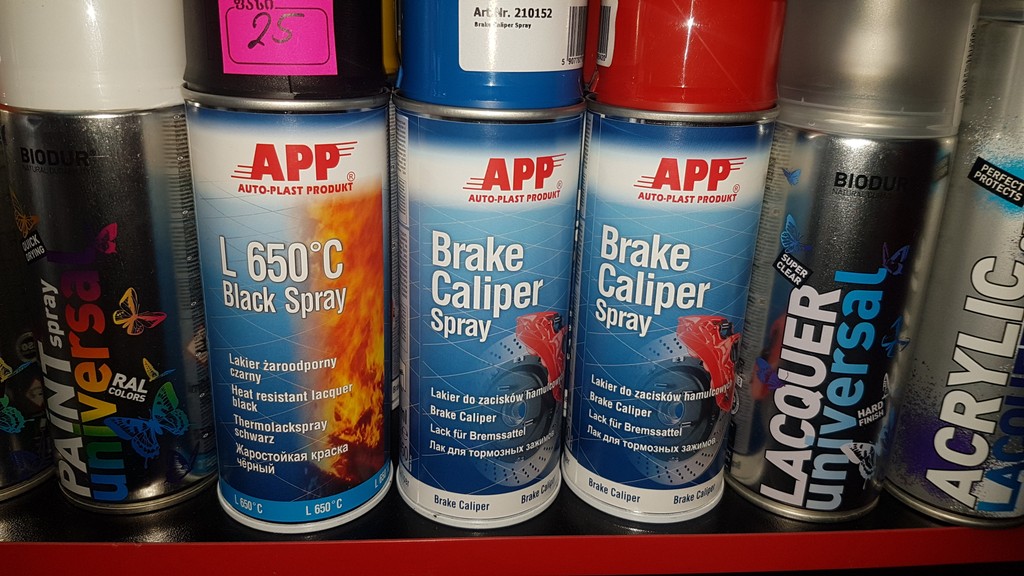 BIODUR
QUICK
DRYING
PAINT spray
universal
RAL
COLORS
ფასი
25
APP
®
AUTO-PLAST PRODUKT
L 650°C
Black Spray
Lakier żaroodporny
czarny
Heat resistant lacquer
black
Thermolackspray
schwarz
Жаростойкая краска
чёрный
L 650°C
L 650°C
Art.Nr. 210152
Brake Caliper Spray
APP
®
AUTO-PLAST PRODUKT
Brake
Caliper
Spray
Lakier do zacisków hamulcowych
Brake Caliper
Lack für Bremssattel
Лак для тормозных зажимов
Brake Caliper
Brake Caliper
APP
®
AUTO-PLAST PRODUKT
Brake
Caliper
Spray
Lakier do zacisków hamulcowych
Brake Caliper
Lack für Bremssattel
Лак для тормозных зажимов
Brake Caliper
Brake Caliper
BIODUR
SUPER
CLEAR
LACQUER
universal
HARD
FINISH
PERFECT
PROTECTS
ACRYLIC